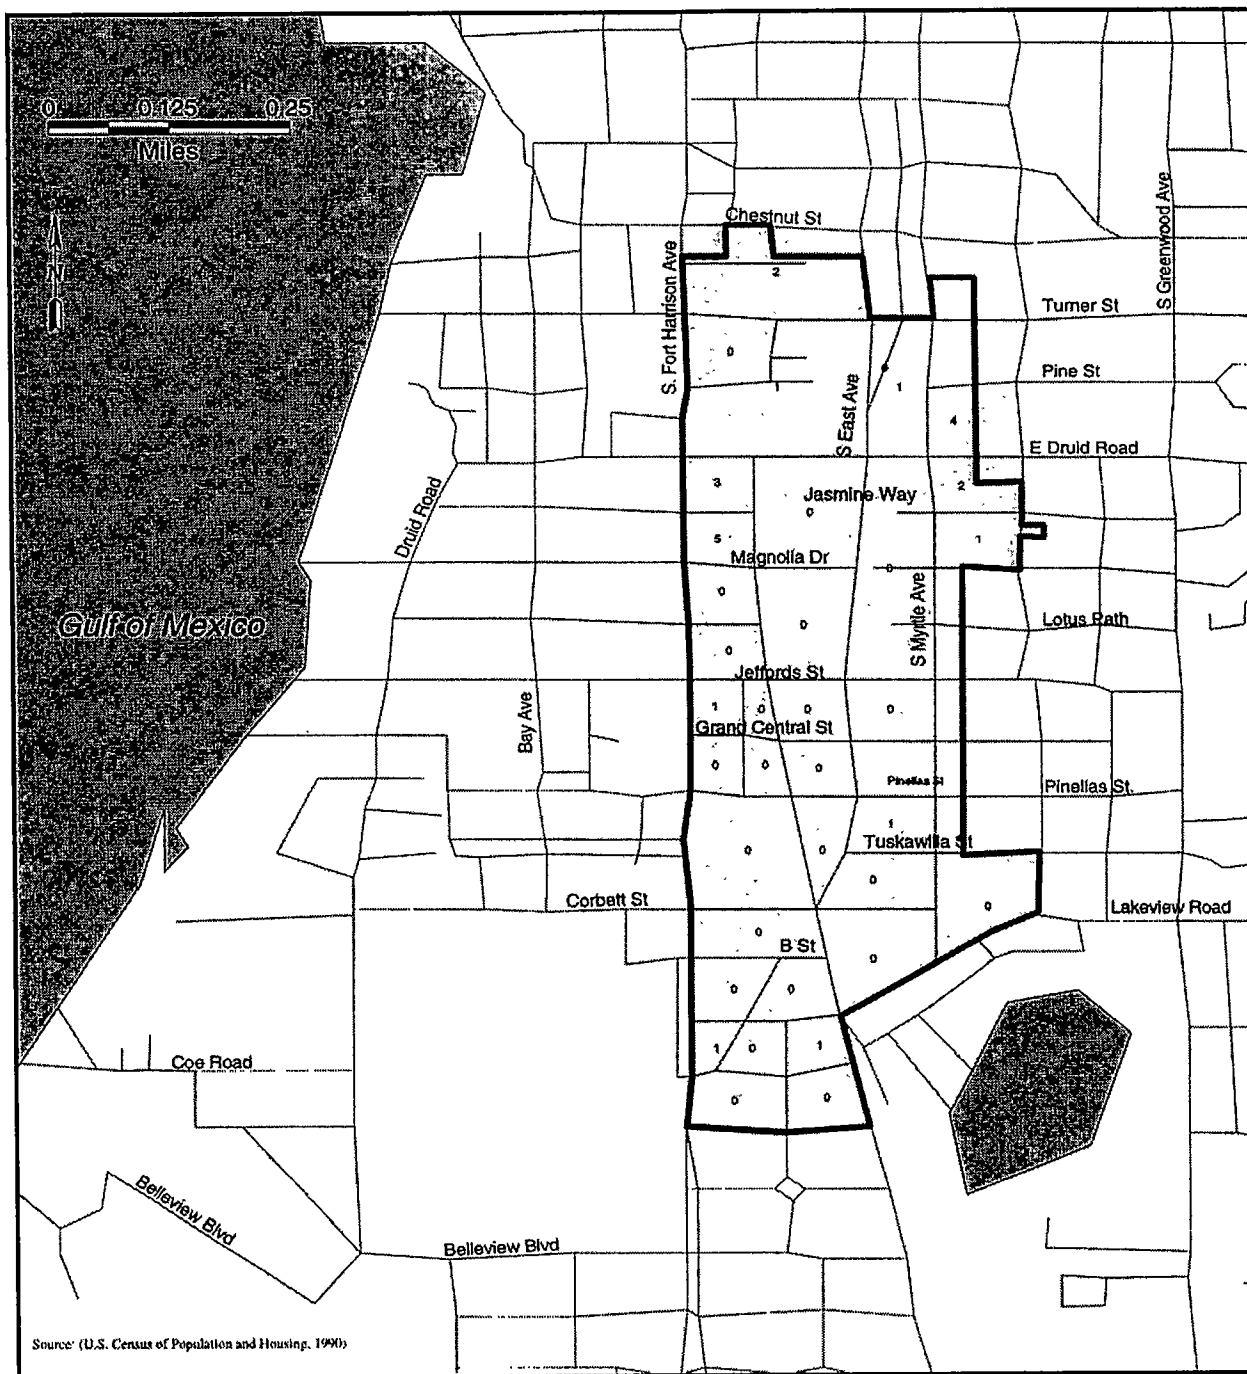 0 0.125 0.25
Miles
N
Chestnut St
S. Fort Harrison Ave
S Greenwood Ave
2
Turner St
0
Pine St
1
1
S East Ave
4
E Druid Road
3
Jasmine Way
2
0
Druid Road
5
1
Magnolia Dr
0
0
S Myrtle Ave
Gulf of Mexico
0
Lotus Path
0
Jeffords St
Bay Ave
1 0 0 0
Grand Central St
0 0 0
Pinellas St
Pinellas St.
1
Tuskawilla St
0 0
0
Corbett St
0
Lakeview Road
0
B St
0
0 0
1 0 1
Coe Road
0 0
Belleview Blvd
Belleview Blvd
Source: (U.S. Census of Population and Housing, 1990)